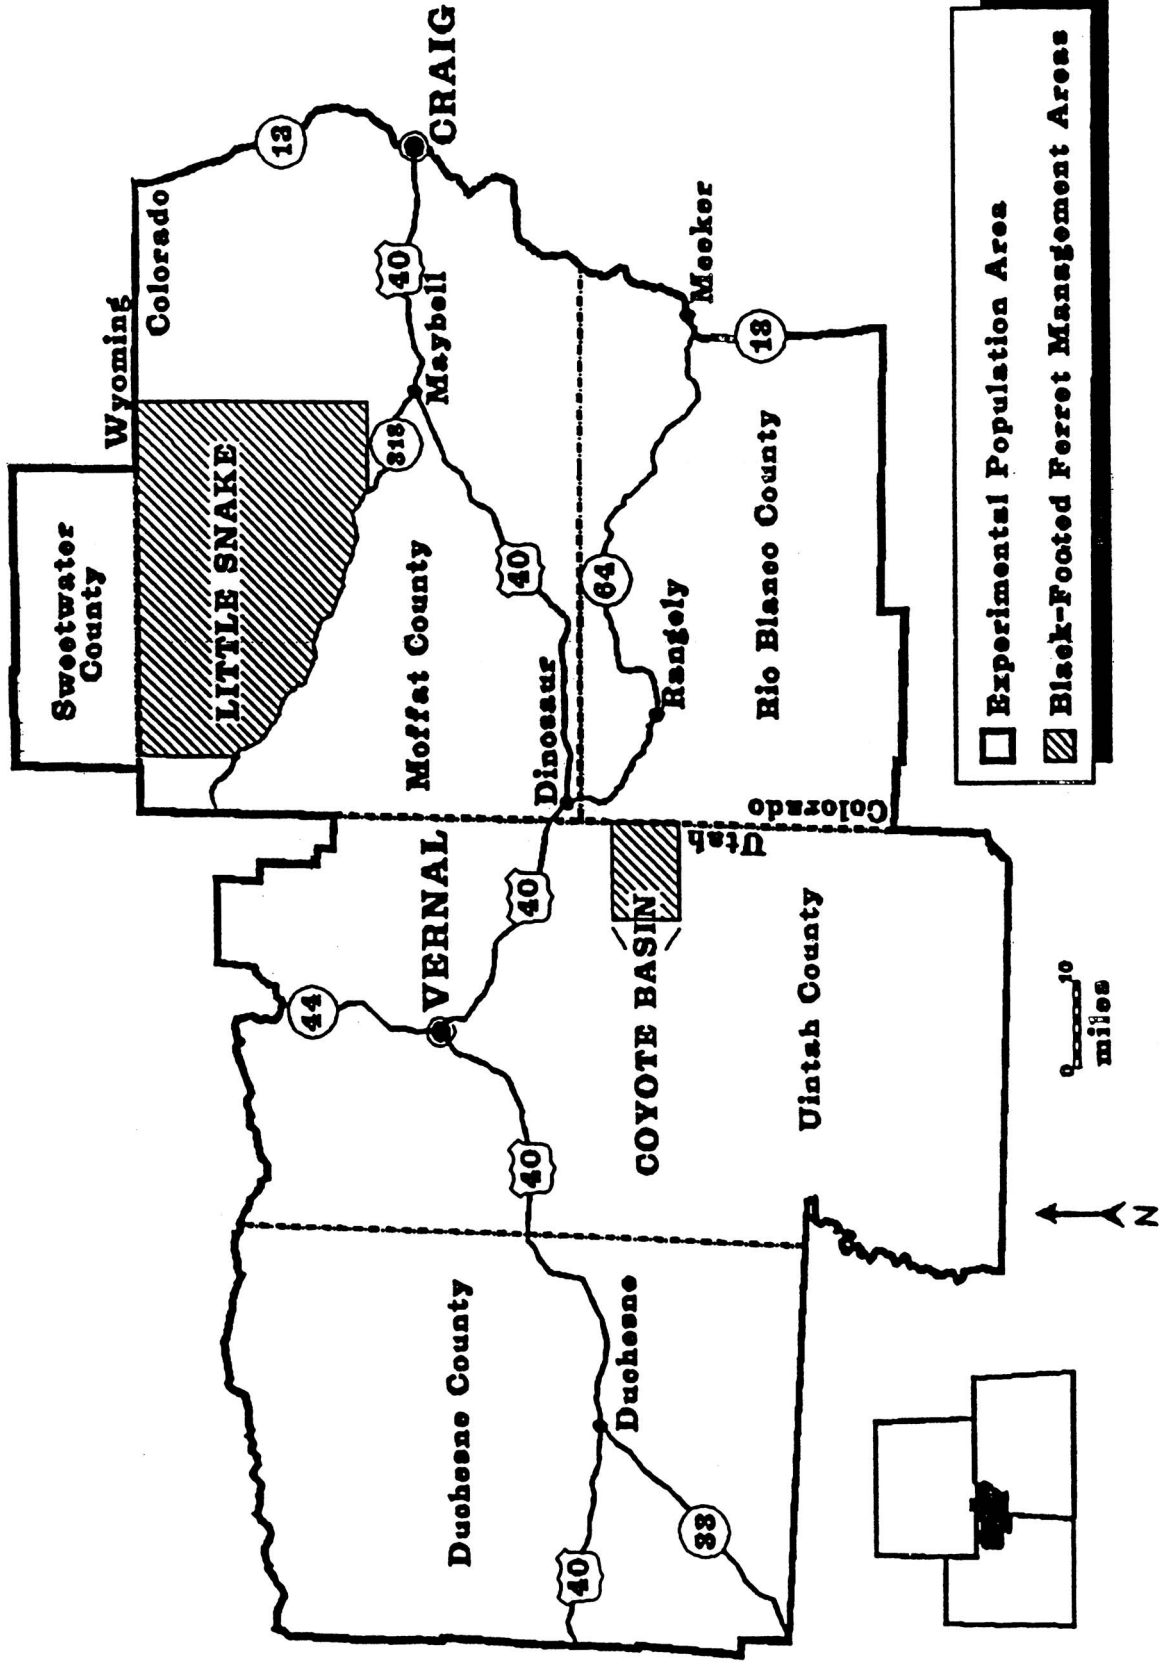 Sweetwater
County
Wyoming
Colorado
13
LITTLE SNAKE
318
40
CRAIG
Maybell
Moffat County
44
VERNAL
40
Dinosaur
40
64
Meeker
13
Rangely
Rio Blanco County
Utah
Colorado
COYOTE BASIN
Uintah County
40
Duchesne County
Duchesne
40
33
0 10
miles
N
Experimental Population Area
Black-Footed Ferret Management Areas